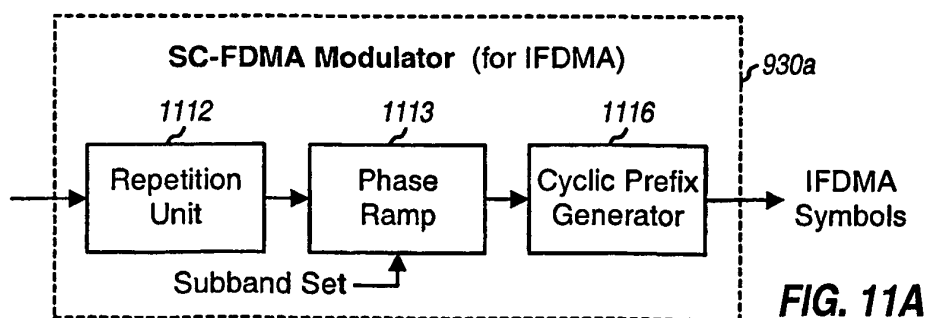 SC-FDMA Modulator (for IFDMA)
930a
1112
1113
1116
Repetition
Unit
Phase
Ramp
Cyclic Prefix
Generator
IFDMA
Symbols
Subband Set
FIG. 11A